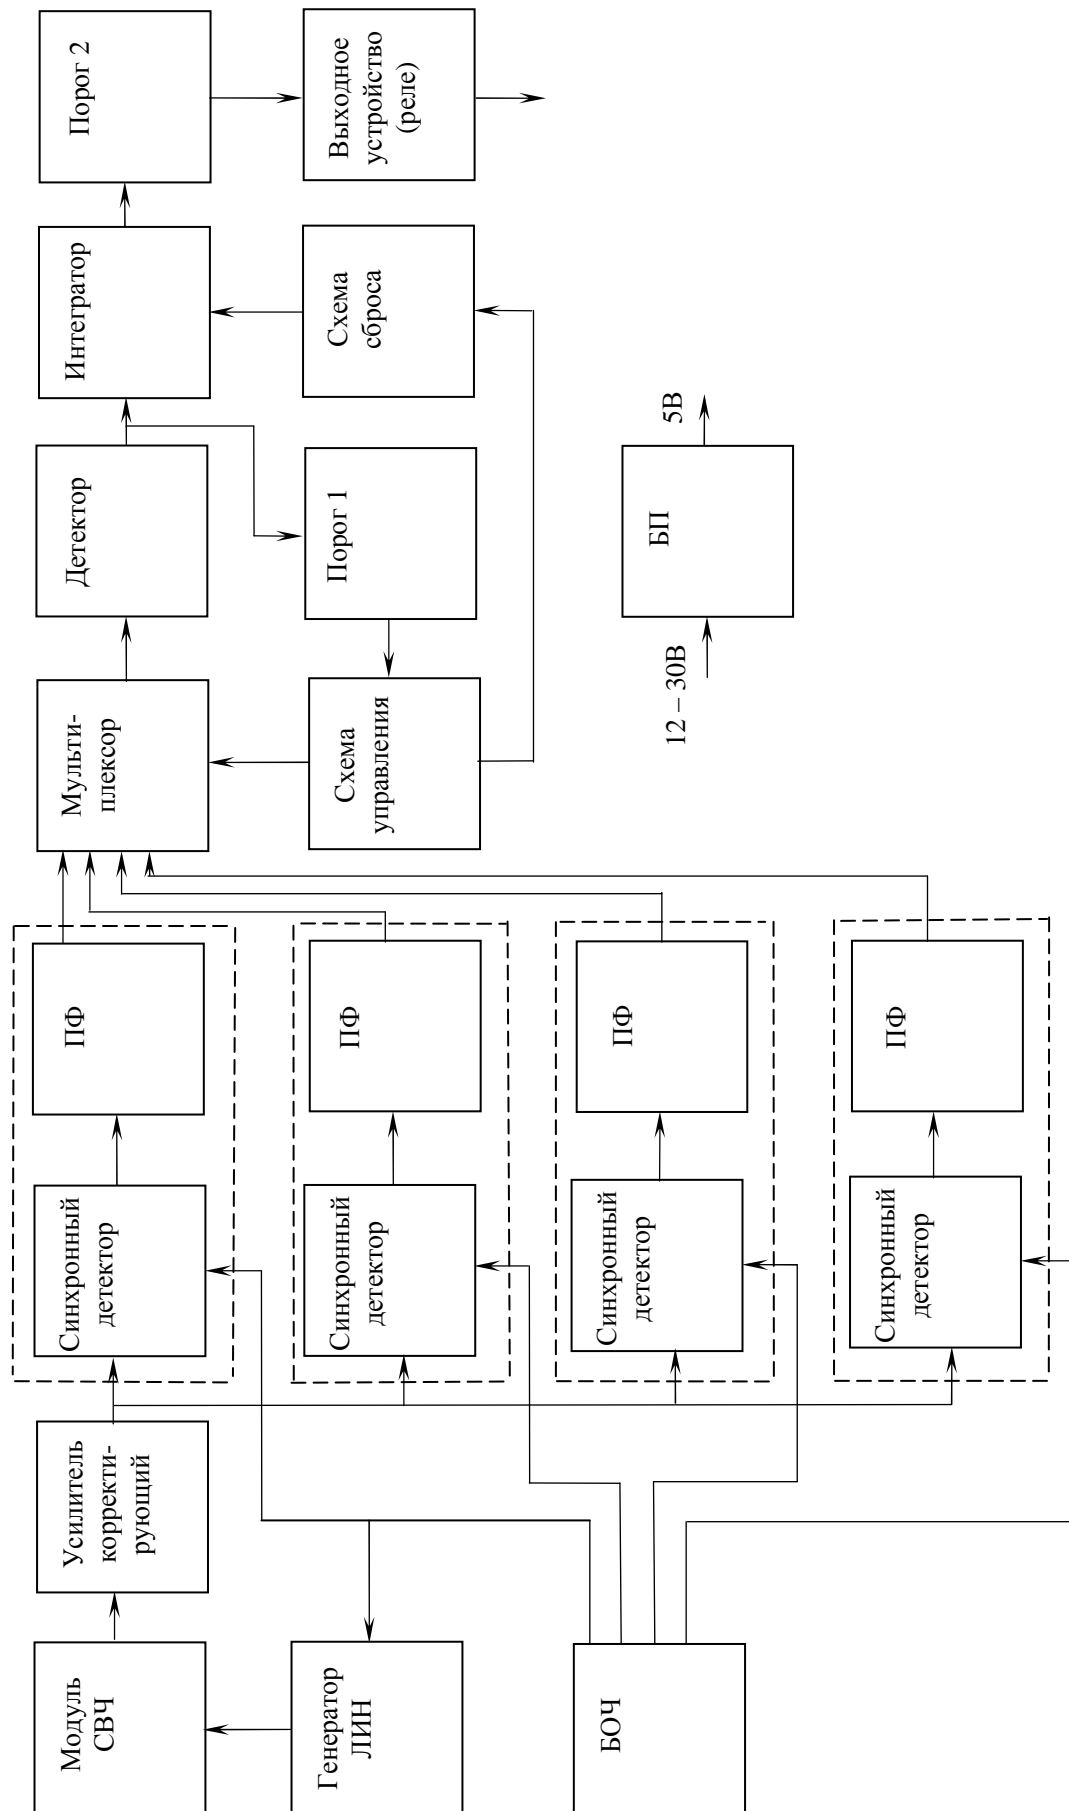 Модуль
СВЧ
Усилитель
коррект​и-
рующий
Синхронный
детектор
ПФ
Мульти-
плексор
Детектор
Интегратор
Порог 2
Генератор
ЛИН
Синхронный
детектор
ПФ
Схема
управления
Порог 1
Схема
сброса
Выходное
устройство
(реле)
БОЧ
Синхронный
детектор
ПФ
12 – 30В
БП
5В
Синхронный
детектор
ПФ